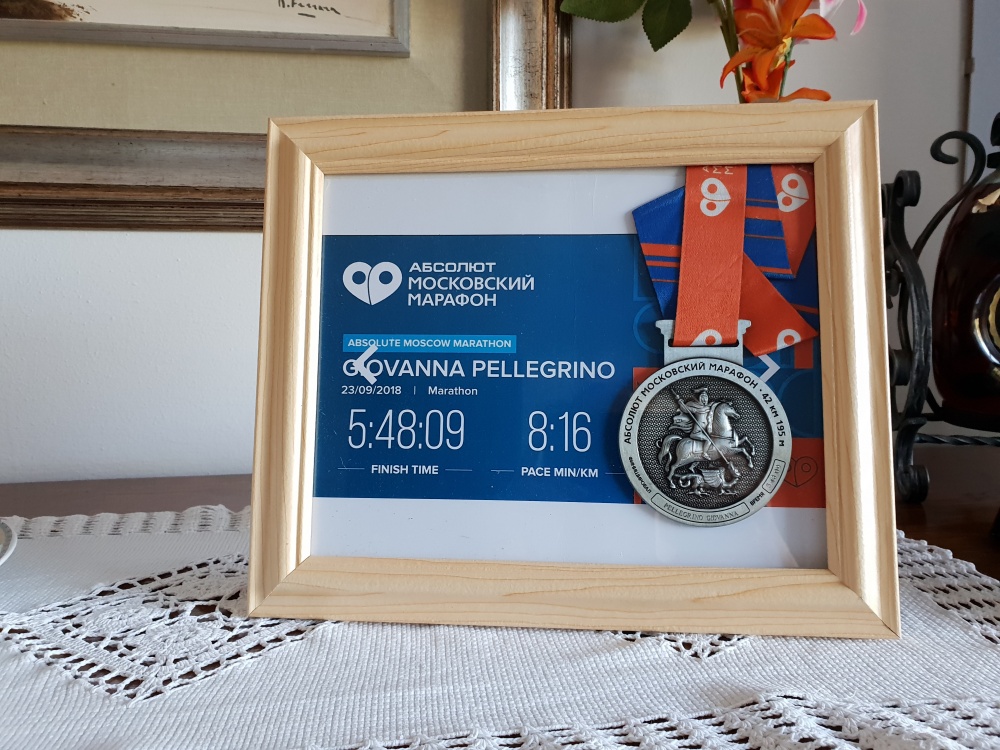 АБСОЛЮТ
МОСКОВСКИЙ
МАРАФОН
ABSOLUTE MOSCOW MARATHON
GIOVANNA PELLEGRINO
23/09/2018 | Marathon
5:48:09 8:16
FINISH TIME PACE MIN/KM
АБСОЛЮТ МОСКОВСКИЙ МАРАФОН · 42 КМ 195 М
PELLEGRINO GIOVANNA